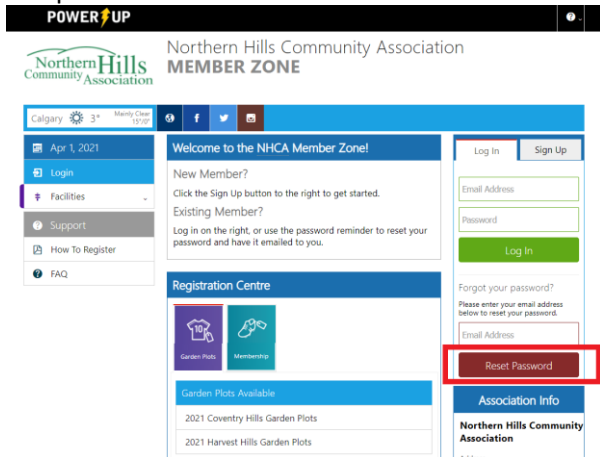 POWER UP
Northern Hills
Community Association
Northern Hills Community Association
MEMBER ZONE
Calgary 3° Mainly Clear
15°/0°
Apr 1, 2021
Login
Facilities
Support
How To Register
FAQ
Welcome to the NHCA Member Zone!
New Member?
Click the Sign Up button to the right to get started.
Existing Member?
Log in on the right, or use the password reminder to reset your
password and have it emailed to you.
Registration Centre
10
Garden Plots
Membership
Garden Plots Available
2021 Coventry Hills Garden Plots
2021 Harvest Hills Garden Plots
Log In
Sign Up
Email Address
Password
Log In
Forgot your password?
Please enter your email address
below to reset your password.
Email Address
Reset Password
Association Info
Northern Hills Community
Association